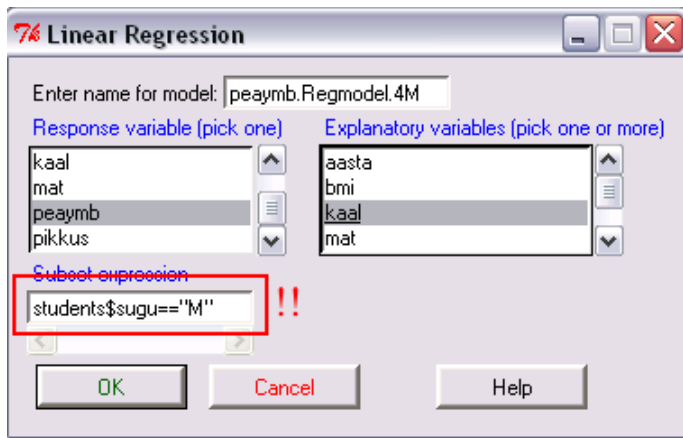 Linear Regression
Enter name for model: peaymb.Regmodel.4M
Response variable (pick one)
kaal
mat
peaymb
pikkus
Explanatory variables (pick one or more)
aasta
bmi
kaal
mat
Subset expression
students$sugu=="M"
!!
OK
Cancel
Help